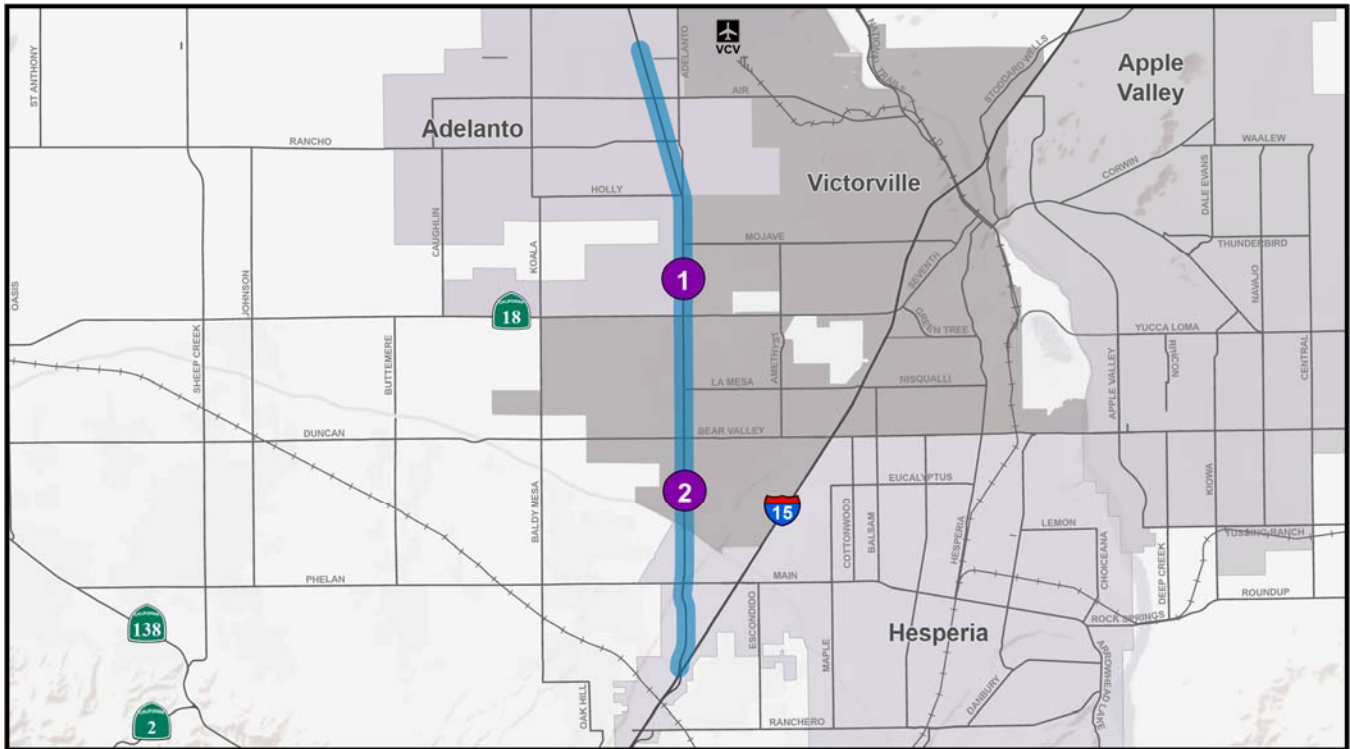 VCV
NATIONAL TRAILS
STODDARD WELLS
ST ANTHONY
ADELANTO
Apple
Valley
AIR
Adelanto
RANCHO
WAALEW
CORWIN
Victorville
HOLLY
DALE EVANS
CAUGHLIN
KOALA
MOJAVE
THUNDERBIRD
SEVENTH
NAVAJO
1
OASIS
JOHNSON
CALIFORNIA
18
GREEN TREE
YUCCA LOMA
SHEEP CREEK
BUTTEMERE
AMETHYST
RINCON
CENTRAL
LA MESA
NISQUALLI
APPLE VALLEY
DUNCAN
BEAR VALLEY
2
EUCALYPTUS
KIOWA
15
BALDY MESA
COTTONWOOD
BALSAM
HESPERIA
LEMON
CHOICEANA
DEEP CREEK
TUSSING RANCH
PHELAN
MAIN
ROUNDUP
ROCK SPRINGS
CALIFORNIA
138
ESCONDIDO
MAPLE
Hesperia
ARROWHEAD LAKE
DANBURY
OAK HILL
RANCHERO
CALIFORNIA
2